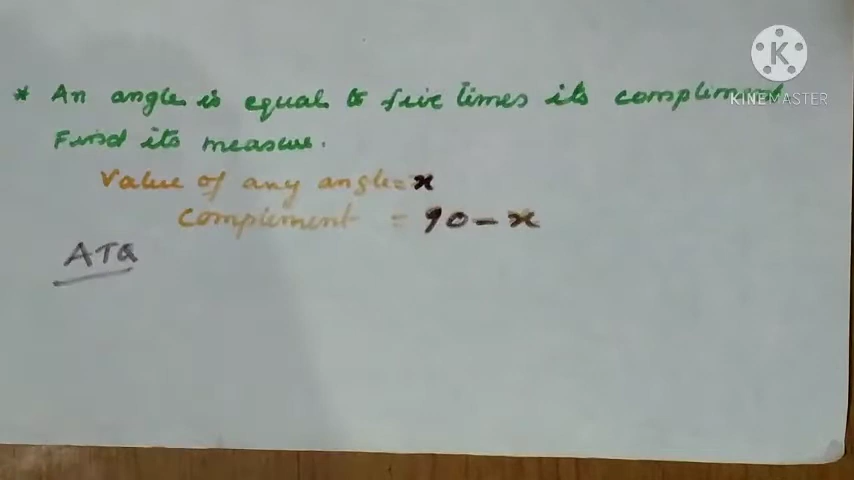 * An angle is equal to five times its complement.
Find its measure.
Value of any angle = x
Complement = 90 - x
ATQ
K
KINEMASTER